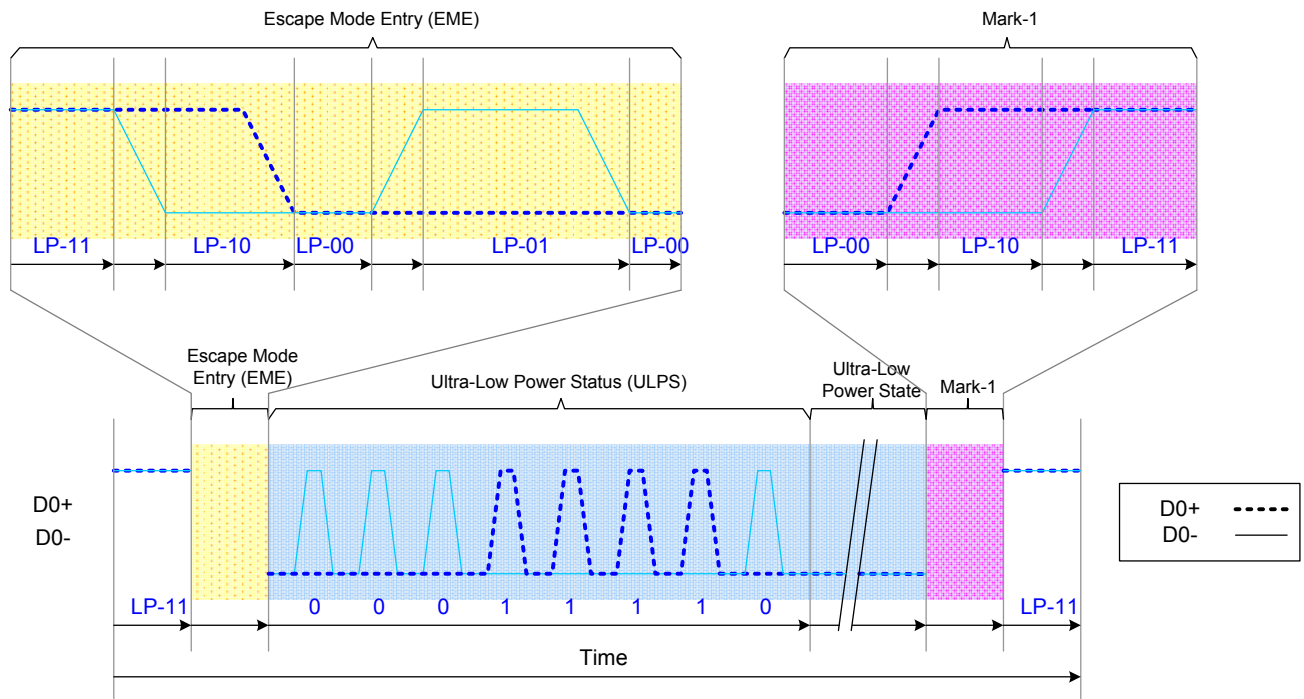 Escape Mode Entry (EME)
Mark-1
LP-11
LP-10
LP-00
LP-01
LP-00
LP-00
LP-10
LP-11
Escape Mode
Entry (EME)
Ultra-Low Power Status (ULPS)
Ultra-Low
Power State
Mark-1
D0+
D0-
D0+
D0-
LP-11
0
0
0
1
1
1
1
0
LP-11
Time